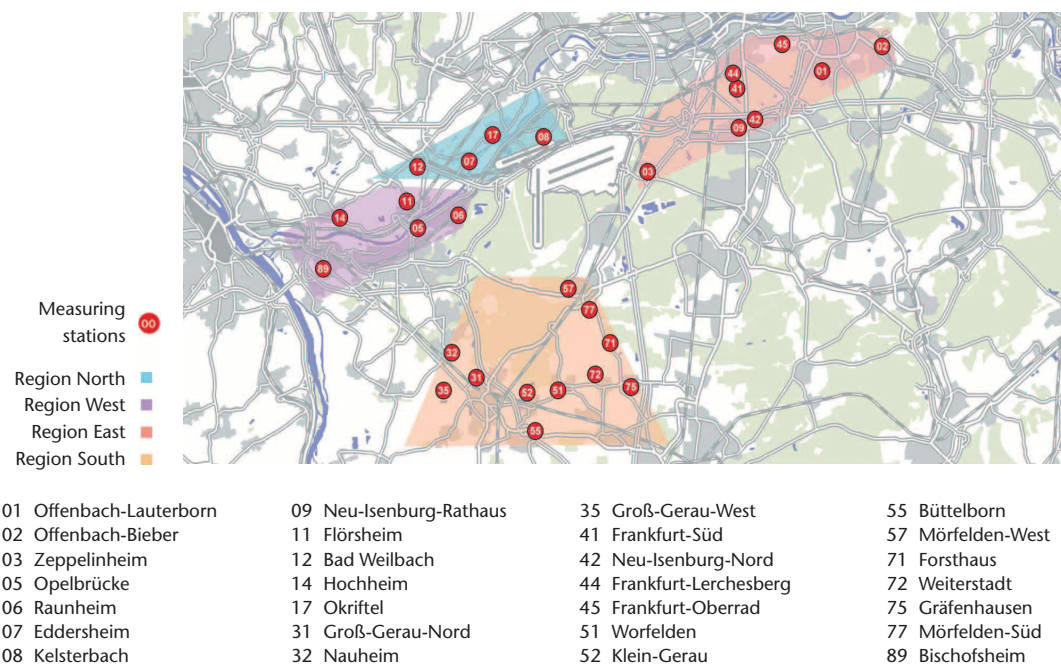 45
02
44
01
41
42
17
08
09
07
12
03
11
06
14
05
89
57
77
71
32
31
72
35
52
51
75
55
Measuring
stations
00
Region North
Region West
Region East
Region South
01 Offenbach-Lauterborn
02 Offenbach-Bieber
03 Zeppelinheim
05 Opelbrücke
06 Raunheim
07 Eddersheim
08 Kelsterbach
09 Neu-Isenburg-Rathaus
11 Flörsheim
12 Bad Weilbach
14 Hochheim
17 Okriftel
31 Groß-Gerau-Nord
32 Nauheim
35 Groß-Gerau-West
41 Frankfurt-Süd
42 Neu-Isenburg-Nord
44 Frankfurt-Lerchesberg
45 Frankfurt-Oberrad
51 Worfelden
52 Klein-Gerau
55 Büttelborn
57 Mörfelden-West
71 Forsthaus
72 Weiterstadt
75 Gräfenhausen
77 Mörfelden-Süd
89 Bischofsheim